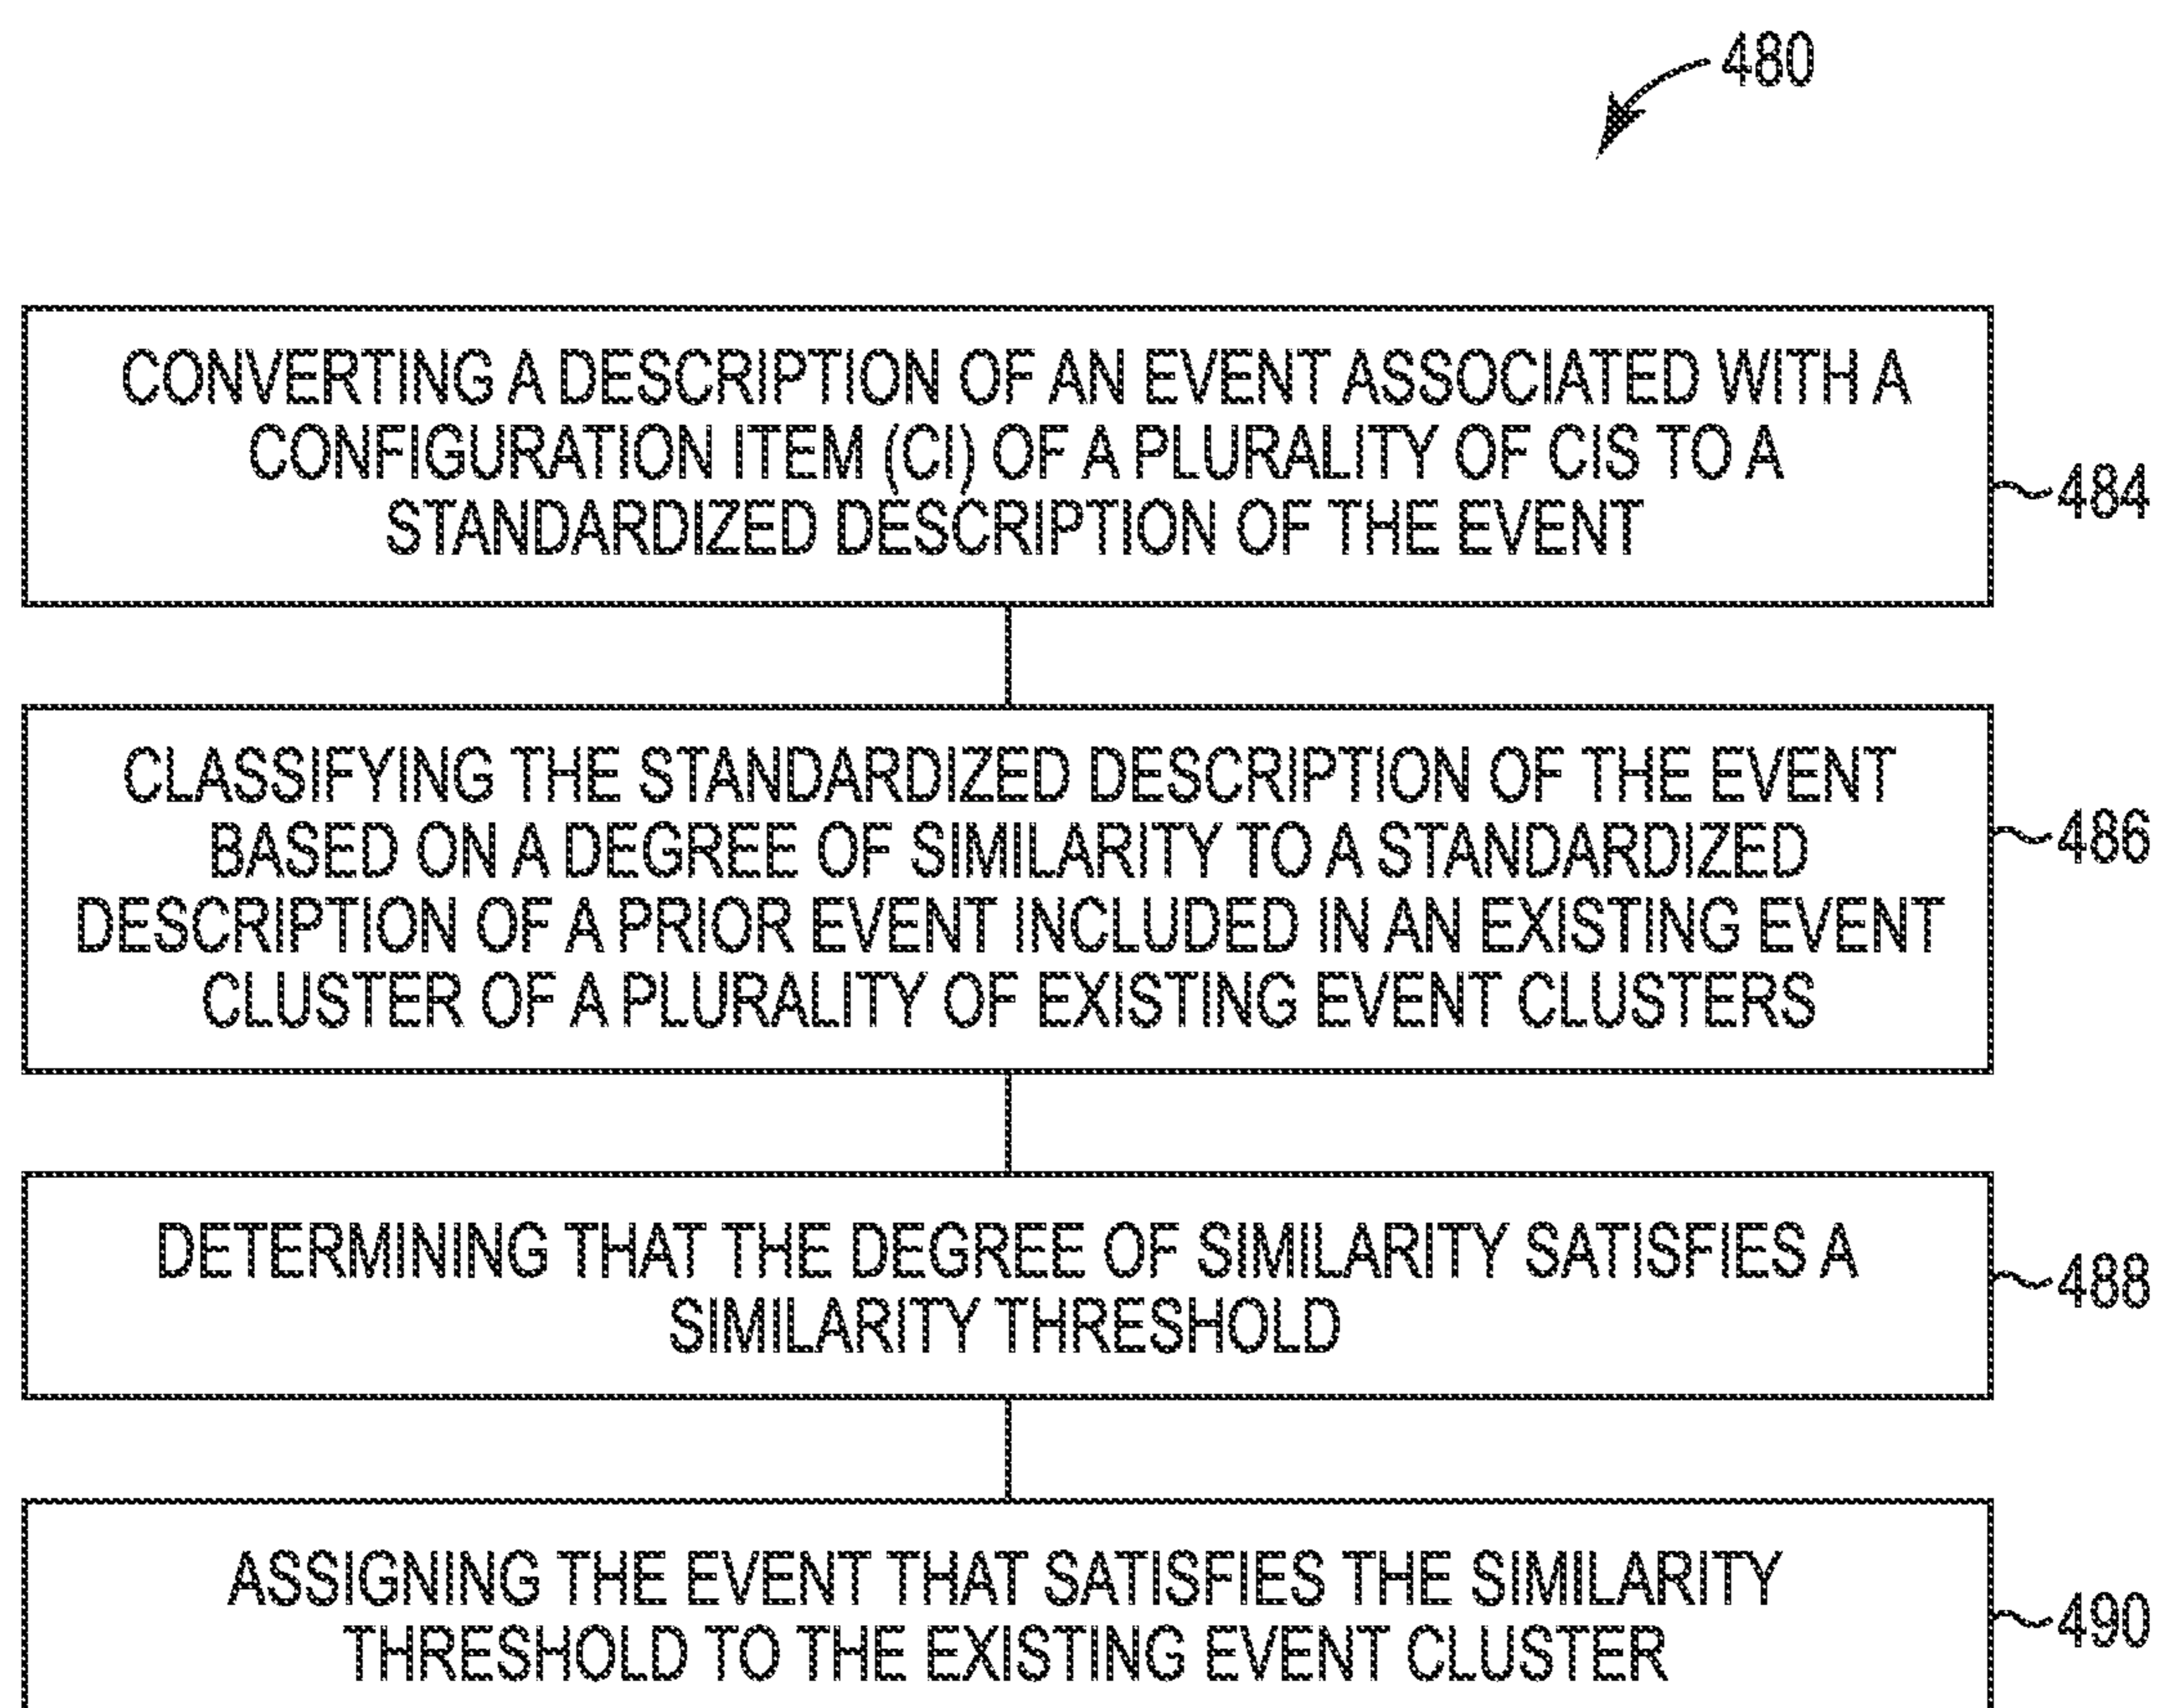 480
CONVERTING A DESCRIPTION OF AN EVENT ASSOCIATED WITH A
CONFIGURATION ITEM (CI) OF A PLURALITY OF CIS TO A
STANDARDIZED DESCRIPTION OF THE EVENT
484
CLASSIFYING THE STANDARDIZED DESCRIPTION OF THE EVENT
BASED ON A DEGREE OF SIMILARITY TO A STANDARDIZED
DESCRIPTION OF A PRIOR EVENT INCLUDED IN AN EXISTING EVENT
CLUSTER OF A PLURALITY OF EXISTING EVENT CLUSTERS
486
DETERMINING THAT THE DEGREE OF SIMILARITY SATISFIES A
SIMILARITY THRESHOLD
488
ASSIGNING THE EVENT THAT SATISFIES THE SIMILARITY
THRESHOLD TO THE EXISTING EVENT CLUSTER
490